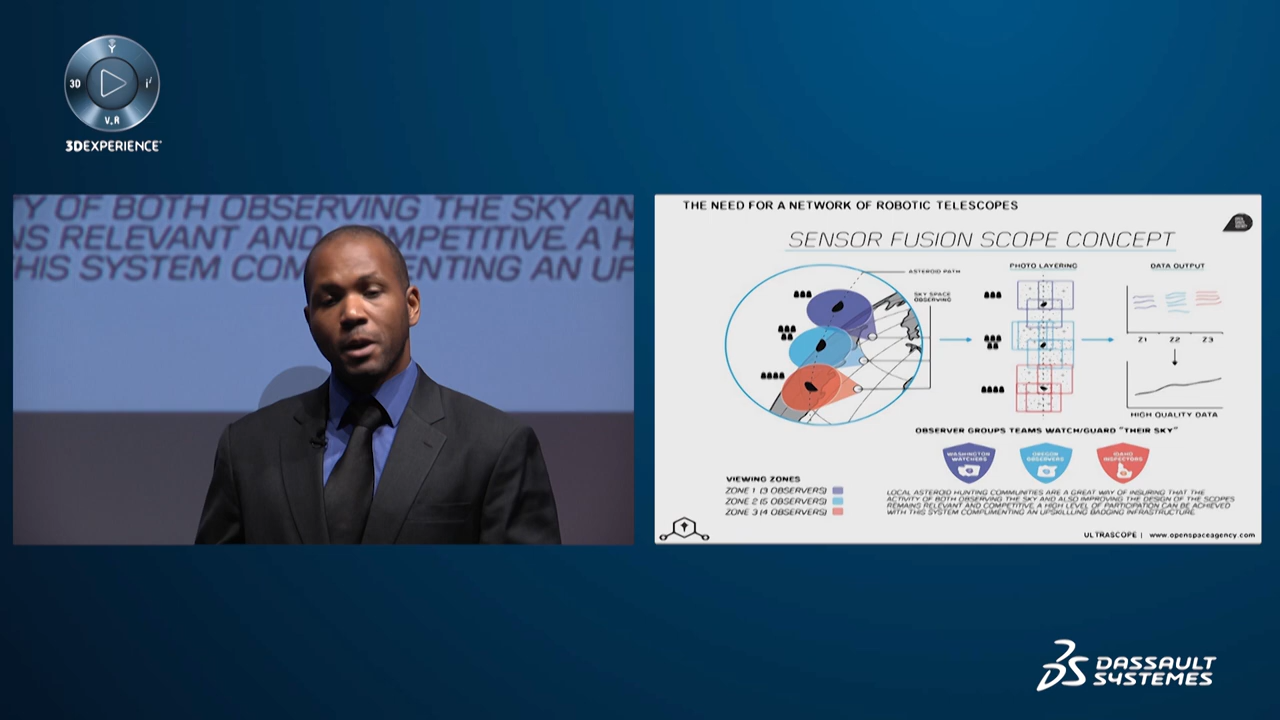 3D
i
V.R
3DEXPERIENCE
Y OF BOTH OBSERVING THE SKY AN
NS RELEVANT AND COMPETITIVE. A H
HIS SYSTEM COM ENTING AN UP
THE NEED FOR A NETWORK OF ROBOTIC TELESCOPES
SENSOR FUSION SCOPE CONCEPT
ASTEROID PATH
SKY SPACE
OBSERVING
PHOTO LAYERING
DATA OUTPUT
Z1 Z2 Z3
HIGH QUALITY DATA
OBSERVER GROUPS TEAMS WATCH/GUARD "THEIR SKY"
WASHINGTON
WATCHERS
OREGON
OBSERVERS
IDAHO
INSPECTORS
VIEWING ZONES
ZONE 1 (3 OBSERVERS)
ZONE 2 (5 OBSERVERS)
ZONE 3 (4 OBSERVERS)
LOCAL ASTEROID HUNTING COMMUNITIES ARE A GREAT WAY OF INSURING THAT THE
ACTIVITY OF BOTH OBSERVING THE SKY AND ALSO IMPROVING THE DESIGN OF THE SCOPES
REMAINS RELEVANT AND COMPETITIVE. A HIGH LEVEL OF PARTICIPATION CAN BE ACHIEVED
WITH THIS SYSTEM COMPLIMENTING AN UPSKILLING BADGING INFRASTRUCTURE
ULTRASCOPE | www.openspaceagency.com
DASSAULT
SYSTEMES